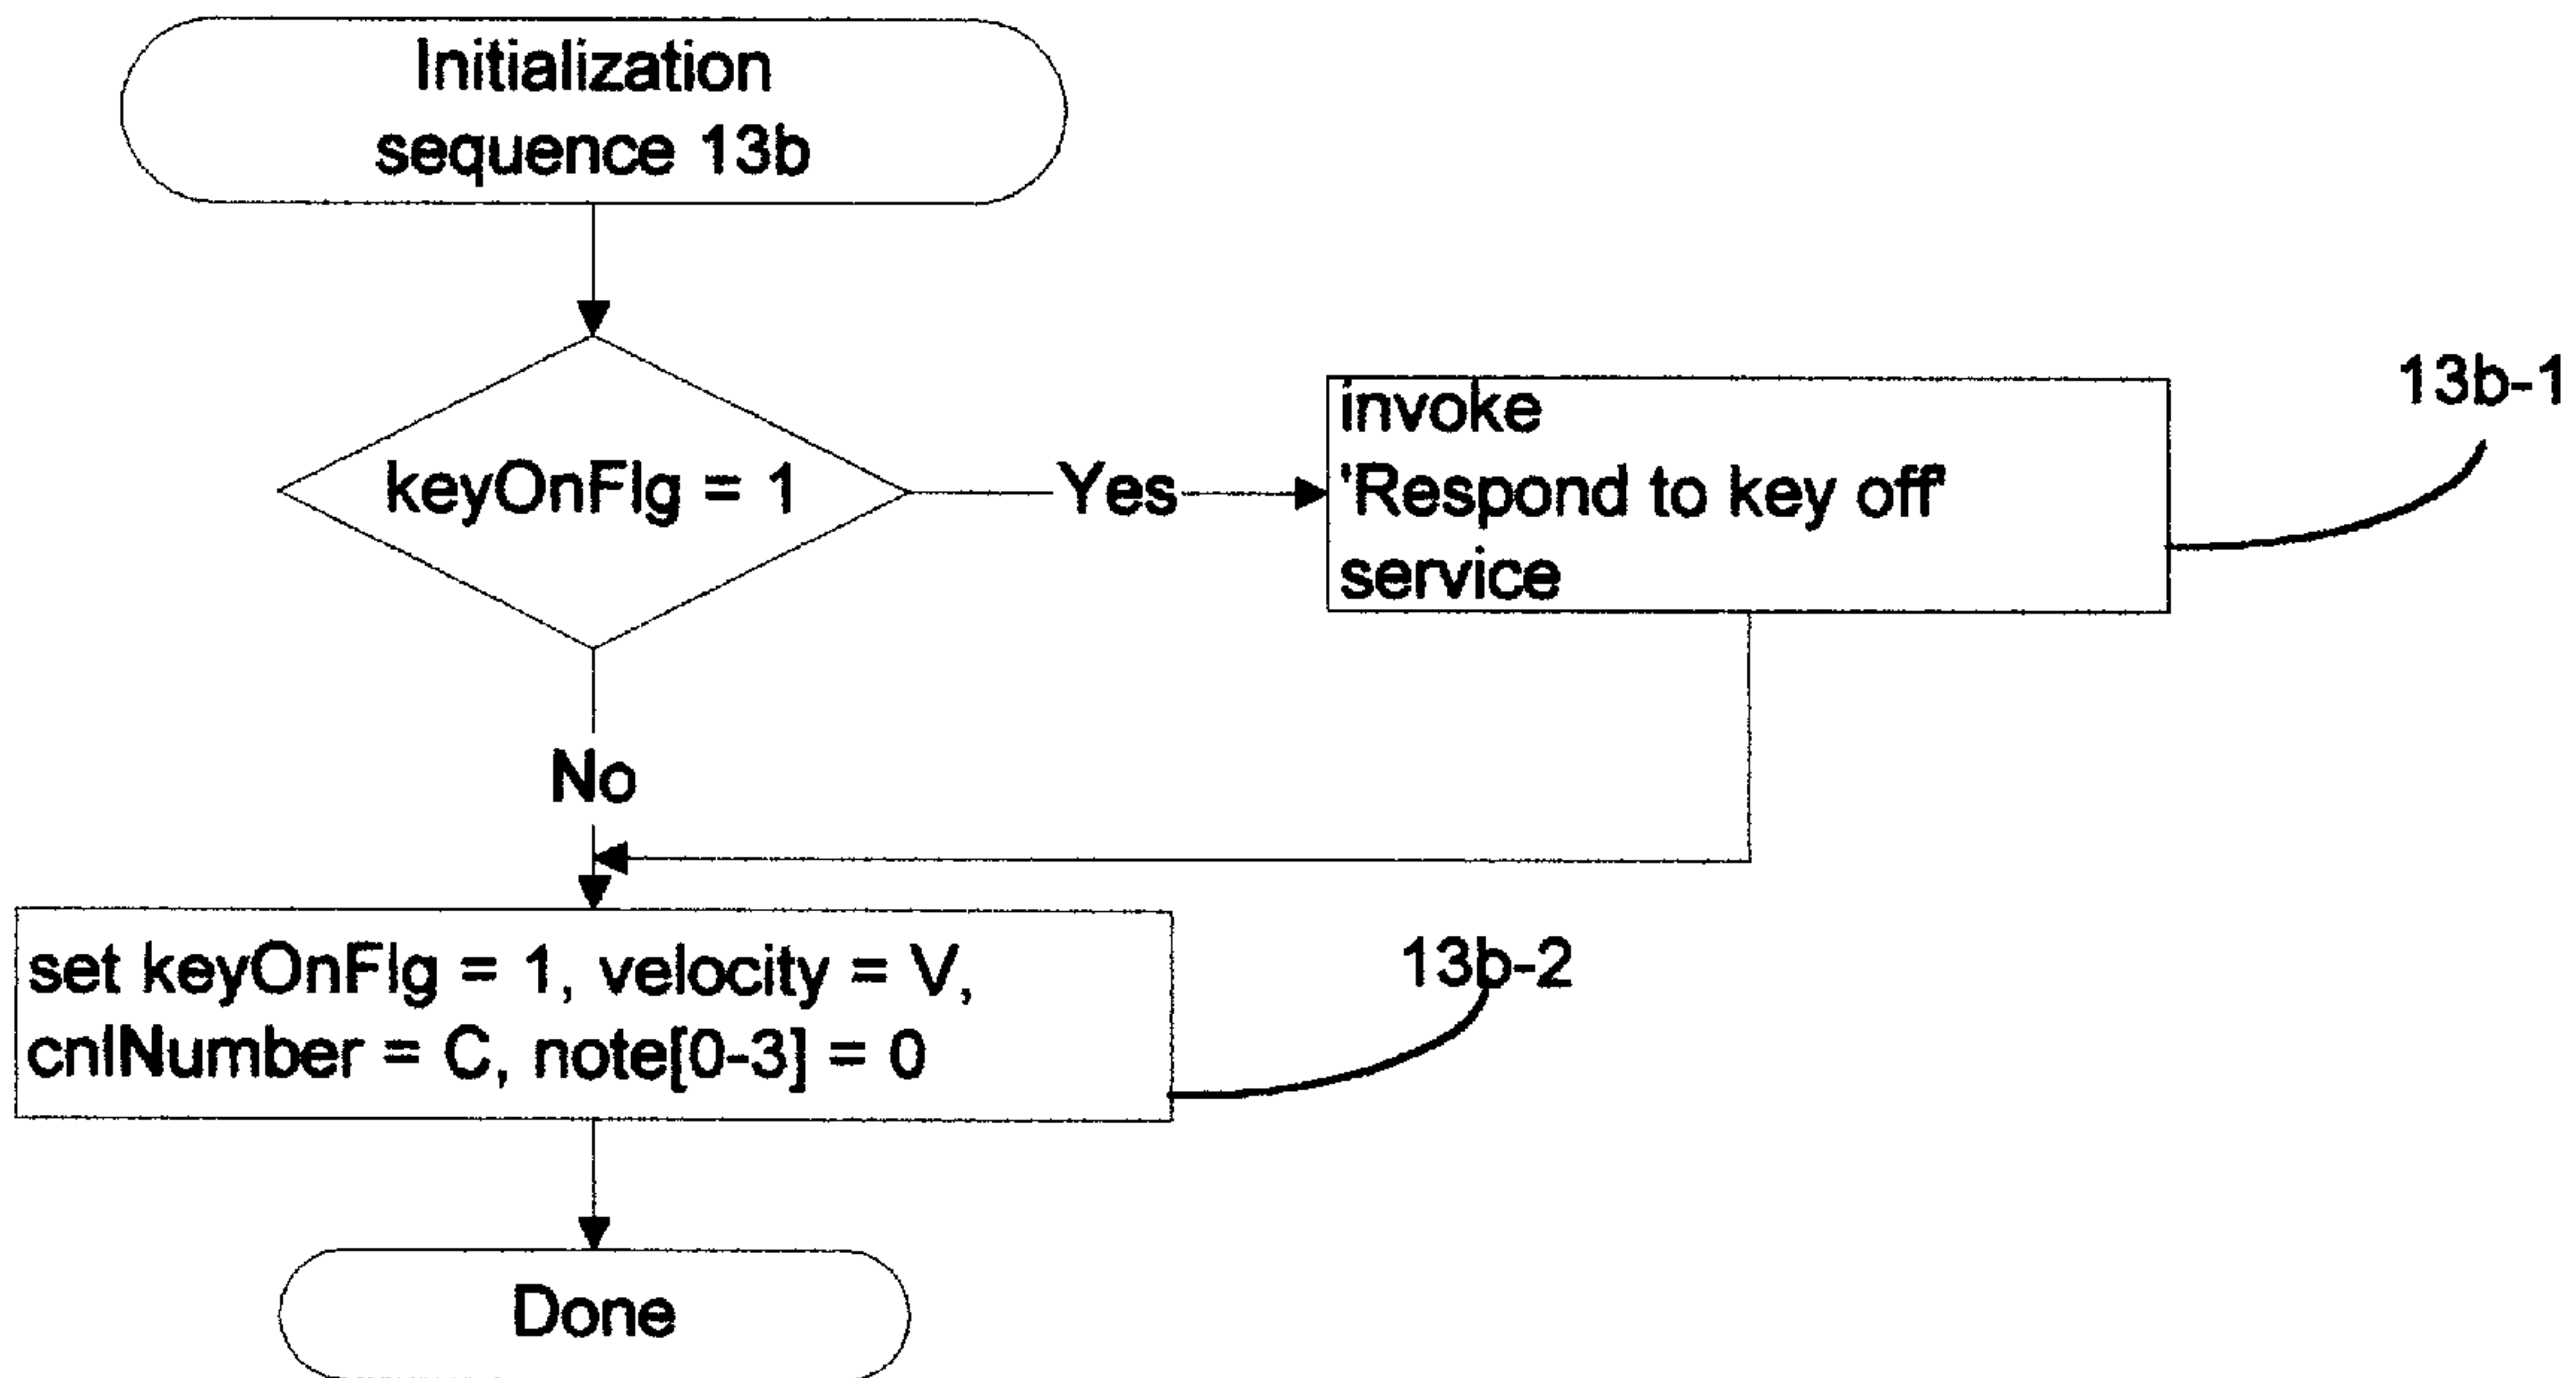 Initialization
sequence 13b
keyOnFlg = 1
Yes
invoke
'Respond to key off'
service
13b-1
No
set keyOnFlg = 1, velocity = V,
cnlNumber = C, note[0-3] = 0
13b-2
Done